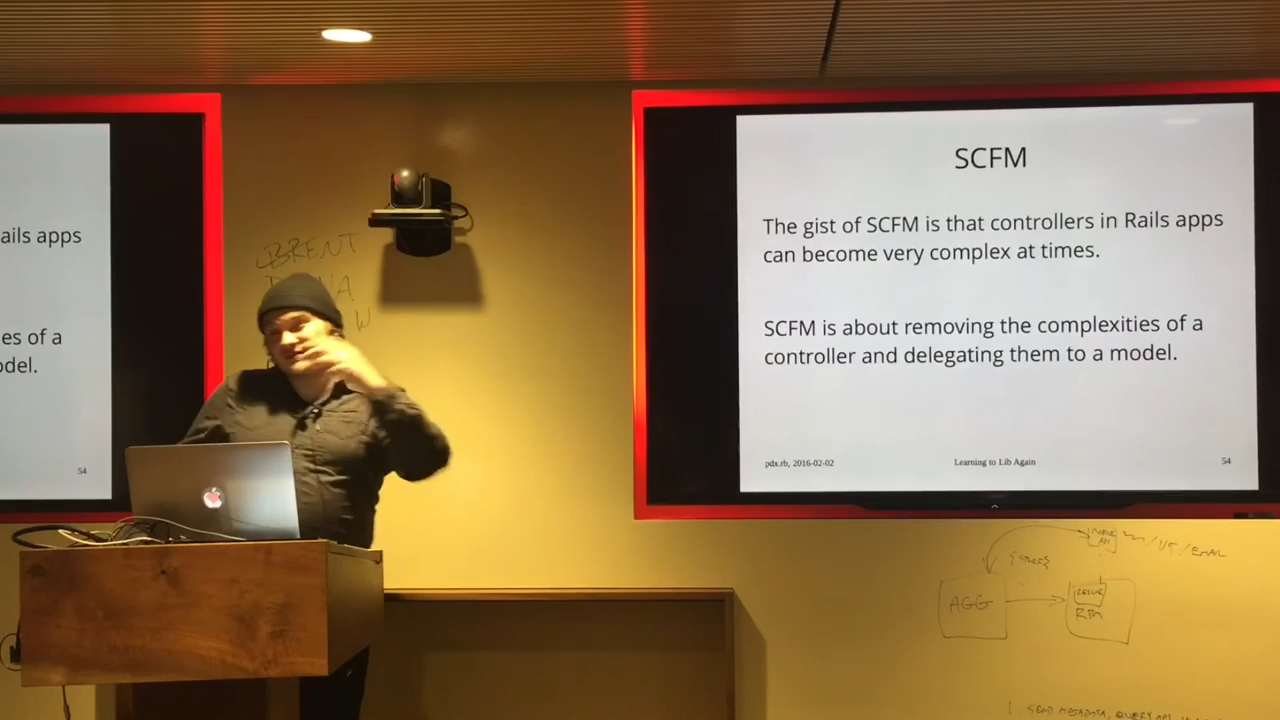 ails apps
es of a
odel.
54
BRENT
W
SCFM
The gist of SCFM is that controllers in Rails apps
can become very complex at times.
SCFM is about removing the complexities of a
controller and delegating them to a model.
pdx.rb, 2016-02-02
Learning to Lib Again
54
/ EMAIL
AGG